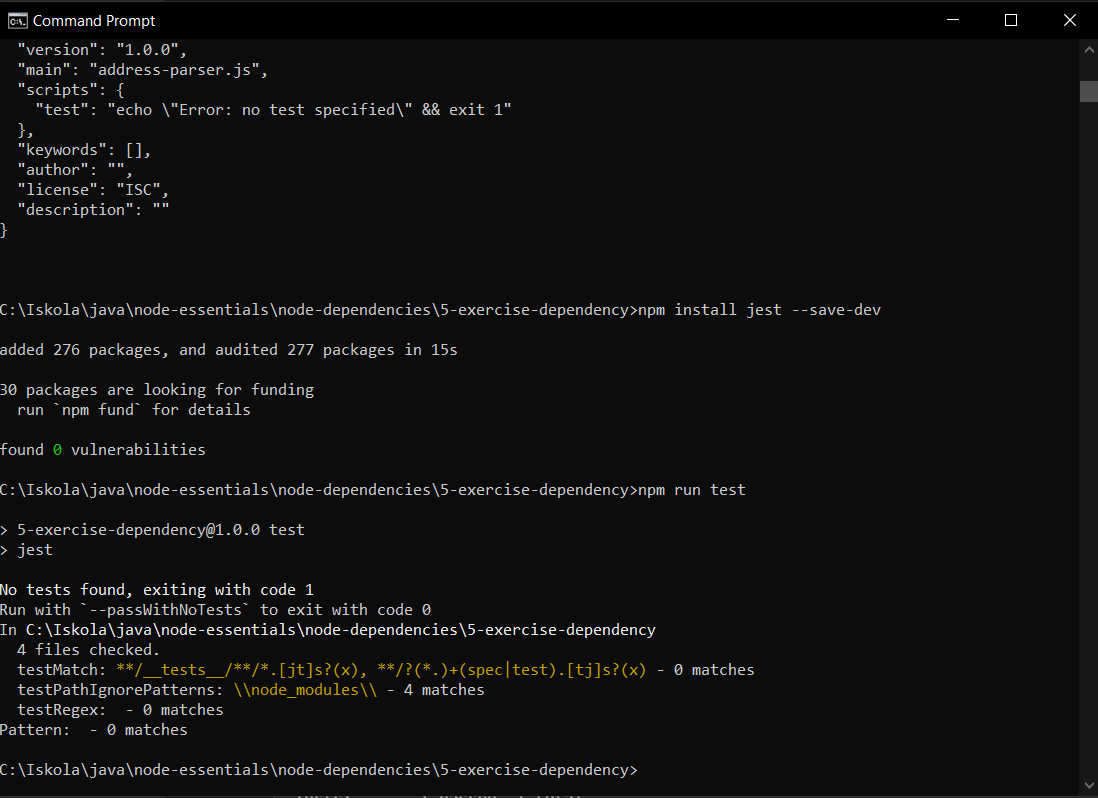 Command Prompt
"version": "1.0.0",
"main": "address-parser.js",
"scripts": {
"test": "echo \"Error: no test specified\" && exit 1"
},
"keywords": [],
"author": "",
"license": "ISC",
"description": ""
}
C:\Iskola\java\node-essentials\node-dependencies\5-exercise-dependency>npm install jest --save-dev
added 276 packages, and audited 277 packages in 15s
30 packages are looking for funding
run `npm fund` for details
found 0 vulnerabilities
C:\Iskola\java\node-essentials\node-dependencies\5-exercise-dependency>npm run test
> 5-exercise-dependency@1.0.0 test
> jest
No tests found, exiting with code 1
Run with `--passWithNoTests` to exit with code 0
In C:\Iskola\java\node-essentials\node-dependencies\5-exercise-dependency
4 files checked.
testMatch: **/__tests__/**/*.[jt]s?(x), **/?(*.)+(spec|test).[tj]s?(x) - 0 matches
testPathIgnorePatterns: \\node_modules\\ - 4 matches
testRegex:  - 0 matches
Pattern:  - 0 matches
C:\Iskola\java\node-essentials\node-dependencies\5-exercise-dependency>